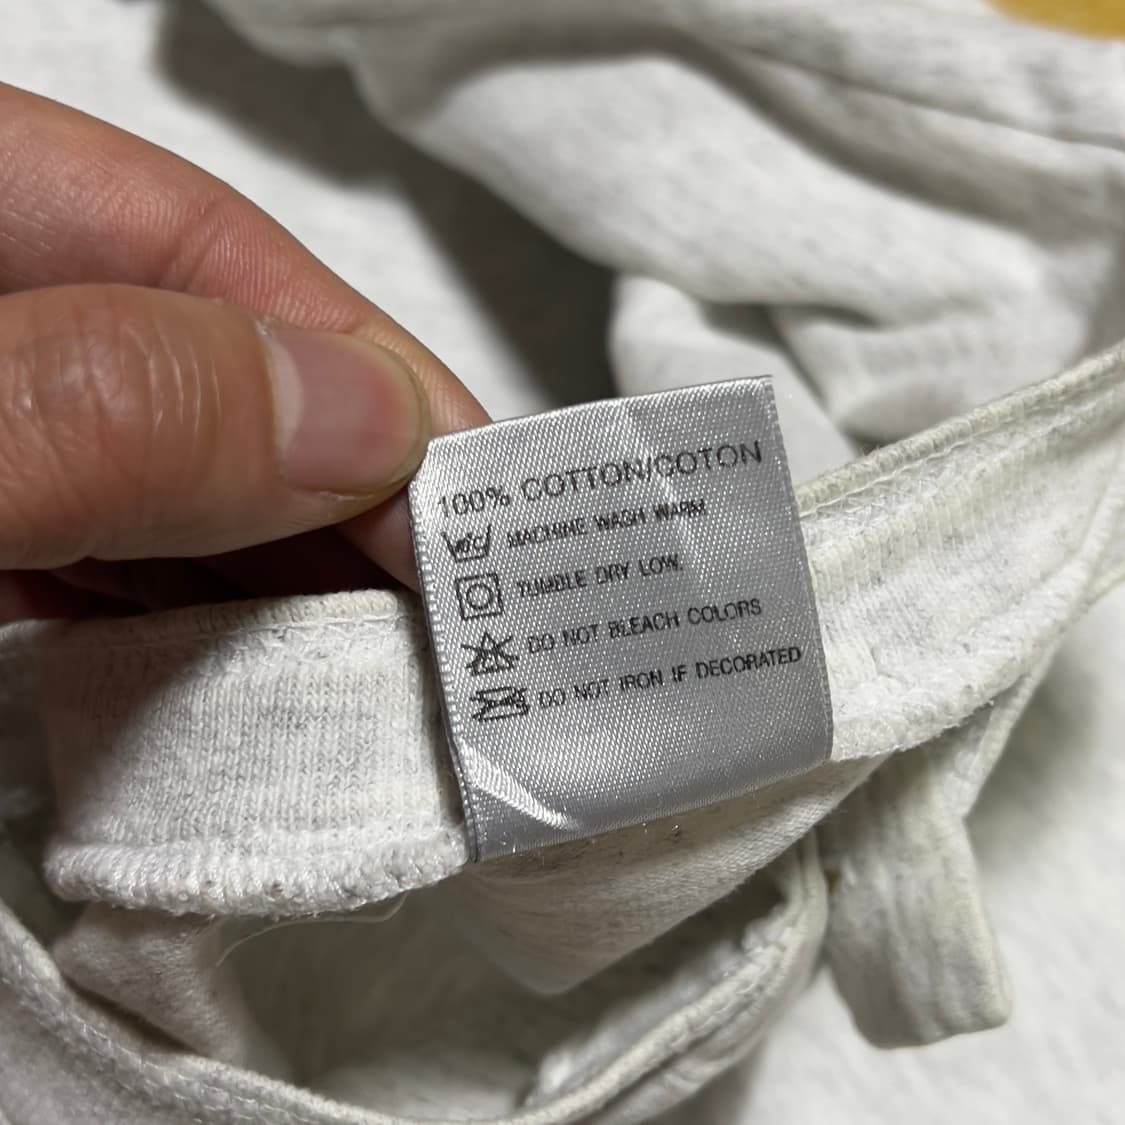 100% COTTON/COTON
MACHINE WASH WARM
TUMBLE DRY LOW.
DO NOT BLEACH COLORS
DO NOT IRON IF DECORATED